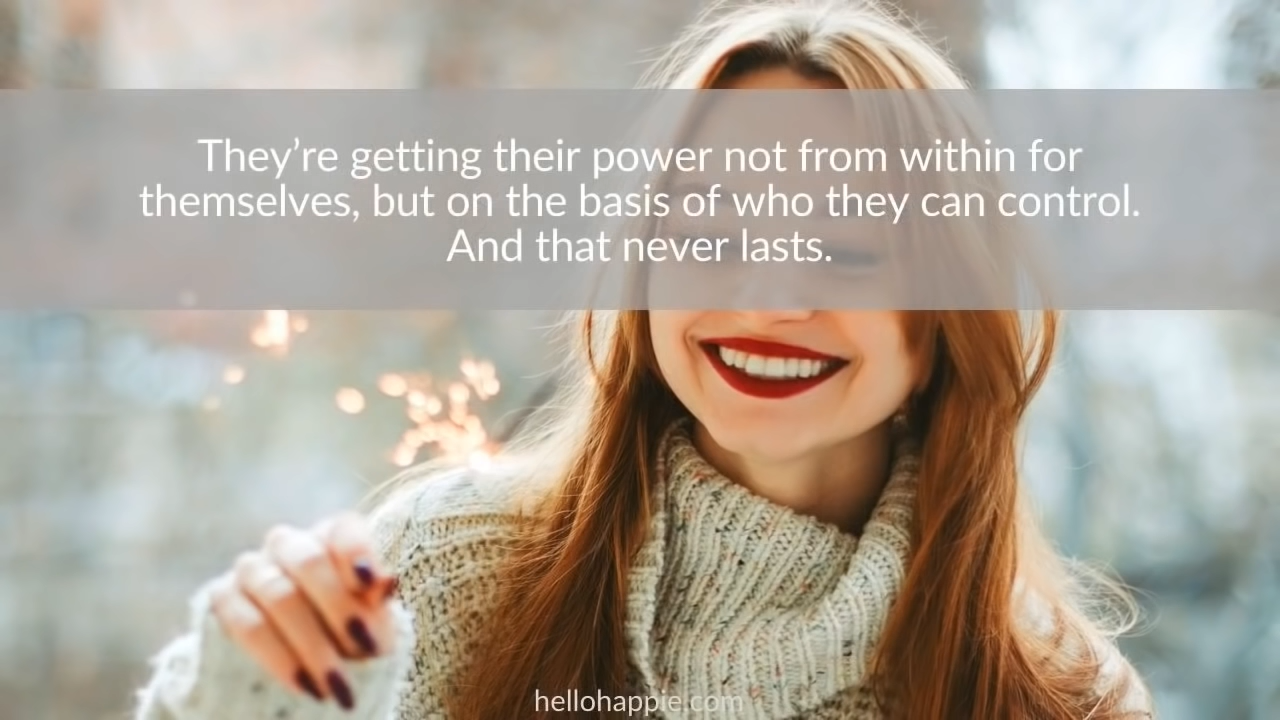 They’re getting their power not from within for
themselves, but on the basis of who they can control.
And that never lasts.
hellohappie.com